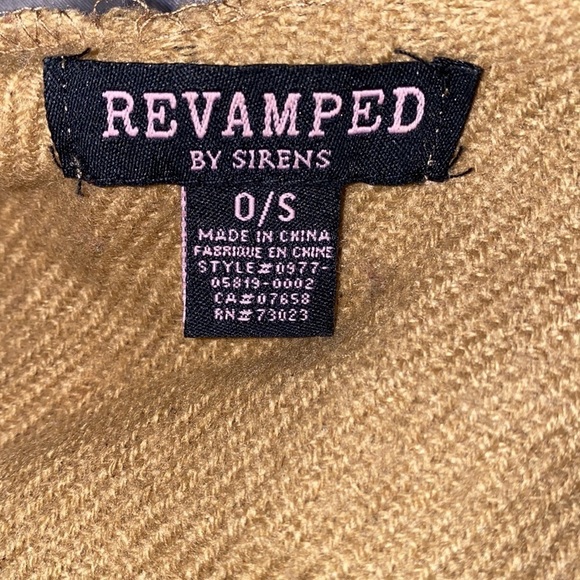 REVAMPED
BY SIRENS
O/S
MADE IN CHINA
FABRIQUE EN CHINE
STYLE#0977-
05819-0002
CA#07658
RN#73023